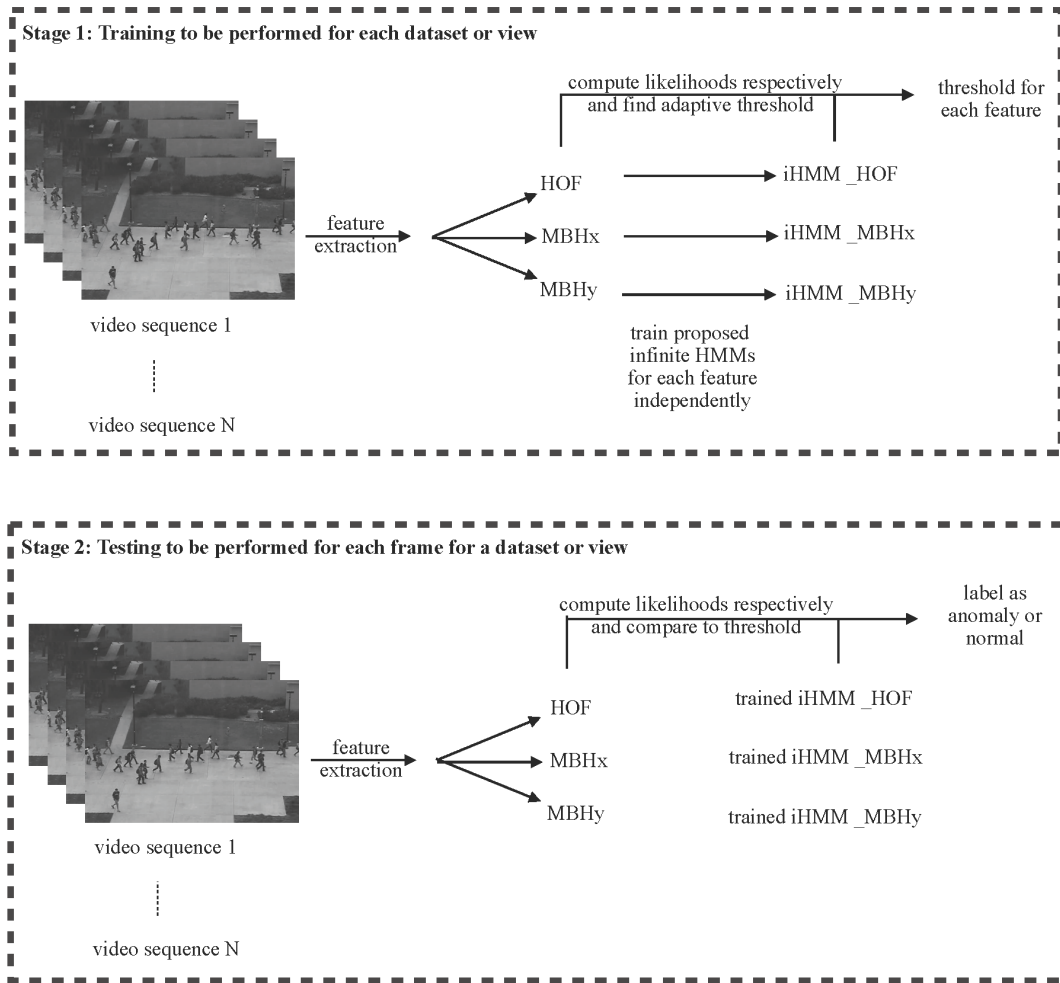 Stage 1: Training to be performed for each dataset or view
compute likelihoods respectively
and find adaptive threshold
threshold for
each feature
feature
extraction
HOF
MBHx
MBHy
iHMM _HOF
iHMM _MBHx
iHMM _MBHy
train proposed
infinite HMMs
for each feature
independently
video sequence 1
video sequence N
Stage 2: Testing to be performed for each frame for a dataset or view
compute likelihoods respectively
and compare to threshold
label as
anomaly or
normal
feature
extraction
HOF
MBHx
MBHy
trained iHMM _HOF
trained iHMM _MBHx
trained iHMM _MBHy
video sequence 1
video sequence N